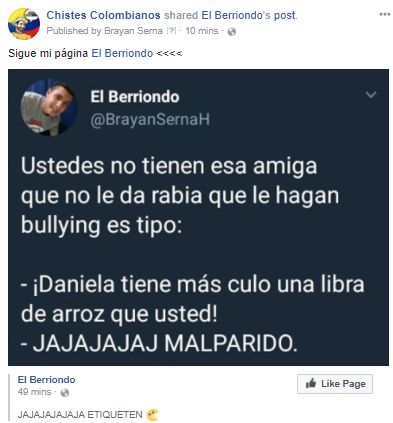 Chistes Colombianos shared El Berriondo's post.
Published by Brayan Serna [?] · 10 mins ·
Sigue mi página El Berriondo <<<<
El Berriondo
@BrayanSernaH
Ustedes no tienen esa amiga
que no le da rabia que le hagan
bullying es tipo:
- ¡Daniela tiene más culo una libra
de arroz que usted!
- JAJAJAJAJ MALPARIDO.
El Berriondo
49 mins ·
Like Page
JAJAJAJAJAJA ETIQUETEN